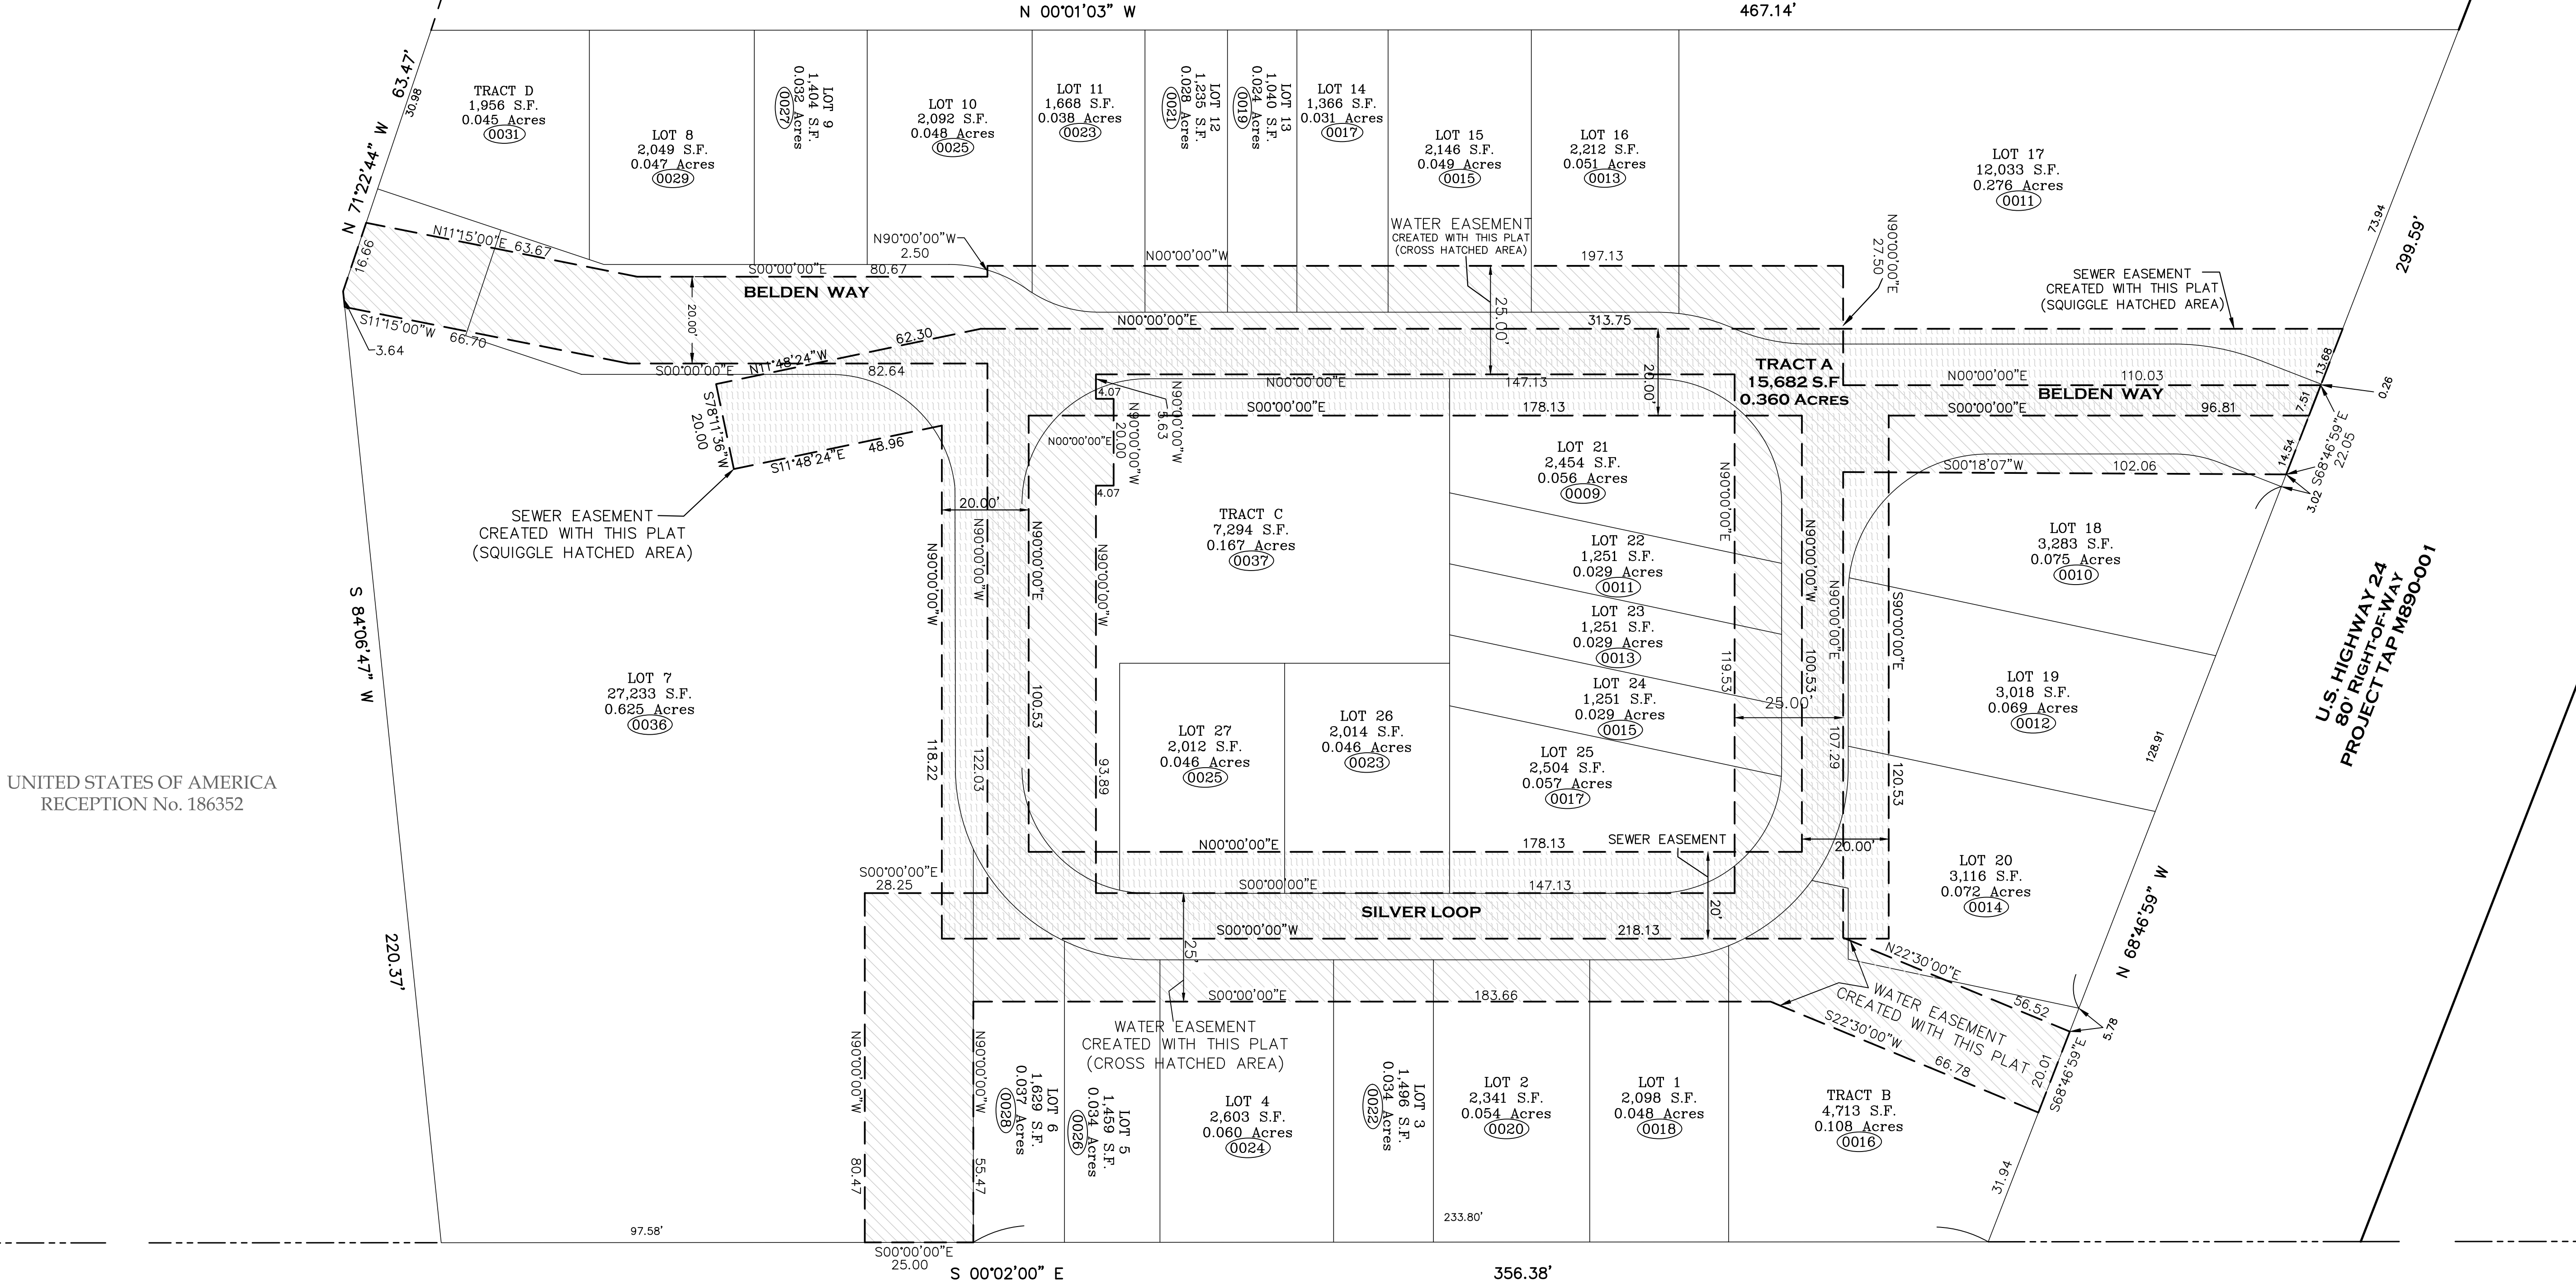 N 00°01'03" W
467.14'
63.47'
30.98
N 71°22'44" W
16.66
TRACT D
1,956 S.F.
0.045 Acres
0031
LOT 8
2,049 S.F.
0.047 Acres
0029
LOT 9
1,404 S.F.
0.032 Acres
0027
LOT 10
2,092 S.F.
0.048 Acres
0025
LOT 11
1,668 S.F.
0.038 Acres
0023
LOT 12
1,235 S.F.
0.028 Acres
0021
LOT 13
1,040 S.F.
0.024 Acres
0019
LOT 14
1,366 S.F.
0.031 Acres
0017
LOT 15
2,146 S.F.
0.049 Acres
0015
LOT 16
2,212 S.F.
0.051 Acres
0013
LOT 17
12,033 S.F.
0.276 Acres
0011
73.94
299.59'
N11°15'00"E 63.67
S00°00'00"E 80.67
N90°00'00"W
2.50
N00°00'00"W
197.13
WATER EASEMENT
CREATED WITH THIS PLAT
(CROSS HATCHED AREA)
N90°00'00"E
27.50
SEWER EASEMENT
CREATED WITH THIS PLAT
(SQUIGGLE HATCHED AREA)
BELDEN WAY
20.00'
N00°00'00"E
313.75
25.00'
S11°15'00"W 66.70
3.64
62.30
N11°48'24"W
S00°00'00"E
82.64
S78°11'36"W
20.00
S11°48'24"E 48.96
SEWER EASEMENT
CREATED WITH THIS PLAT
(SQUIGGLE HATCHED AREA)
TRACT A
15,682 S.F
0.360 ACRES
20.00'
N00°00'00"E
147.13
S00°00'00"E
178.13
4.07
N90°00'00"W
5.63
N90°00'00"W
20.00
N00°00'00"E
4.07
N00°00'00"E
110.03
BELDEN WAY
S00°00'00"E
96.81
13.68
7.51
0.26
14.54
S68°46'59"E
22.05
S00°18'07"W
102.06
3.02
20.00'
N90°00'00"W
118.22
N90°00'00"W
122.03
N90°00'00"E
100.53
N90°00'00"W
93.89
TRACT C
7,294 S.F.
0.167 Acres
0037
LOT 21
2,454 S.F.
0.056 Acres
0009
LOT 22
1,251 S.F.
0.029 Acres
0011
LOT 23
1,251 S.F.
0.029 Acres
0013
LOT 24
1,251 S.F.
0.029 Acres
0015
LOT 25
2,504 S.F.
0.057 Acres
0017
LOT 26
2,014 S.F.
0.046 Acres
0023
LOT 27
2,012 S.F.
0.046 Acres
0025
N90°00'00"E
119.53
N90°00'00"W
100.53
25.00'
N90°00'00"E
107.29
S90°00'00"E
120.53
20.00'
LOT 18
3,283 S.F.
0.075 Acres
0010
LOT 19
3,018 S.F.
0.069 Acres
0012
LOT 20
3,116 S.F.
0.072 Acres
0014
128.91
N 68°46'59" W
U.S. HIGHWAY 24
80' RIGHT-OF-WAY
PROJECT TAP M890-001
LOT 7
27,233 S.F.
0.625 Acres
0036
S 84°06'47" W
220.37'
UNITED STATES OF AMERICA
RECEPTION No. 186352
N00°00'00"E
178.13
SEWER EASEMENT
S00°00'00"E
147.13
S00°00'00"E
28.25
SILVER LOOP
20'
S00°00'00"W
218.13
25'
S00°00'00"E
183.66
WATER EASEMENT
CREATED WITH THIS PLAT
(CROSS HATCHED AREA)
N22°30'00"E
56.52
WATER EASEMENT
CREATED WITH THIS PLAT
S22°30'00"W
66.78
20.01
S68°46'59"E
5.78
31.94
N90°00'00"W
80.47
N90°00'00"W
55.47
LOT 6
1,629 S.F.
0.037 Acres
0028
LOT 5
1,459 S.F.
0.034 Acres
0026
LOT 4
2,603 S.F.
0.060 Acres
0024
LOT 3
1,496 S.F.
0.034 Acres
0022
LOT 2
2,341 S.F.
0.054 Acres
0020
LOT 1
2,098 S.F.
0.048 Acres
0018
TRACT B
4,713 S.F.
0.108 Acres
0016
97.58'
233.80'
S00°00'00"E
25.00
S 00°02'00" E
356.38'